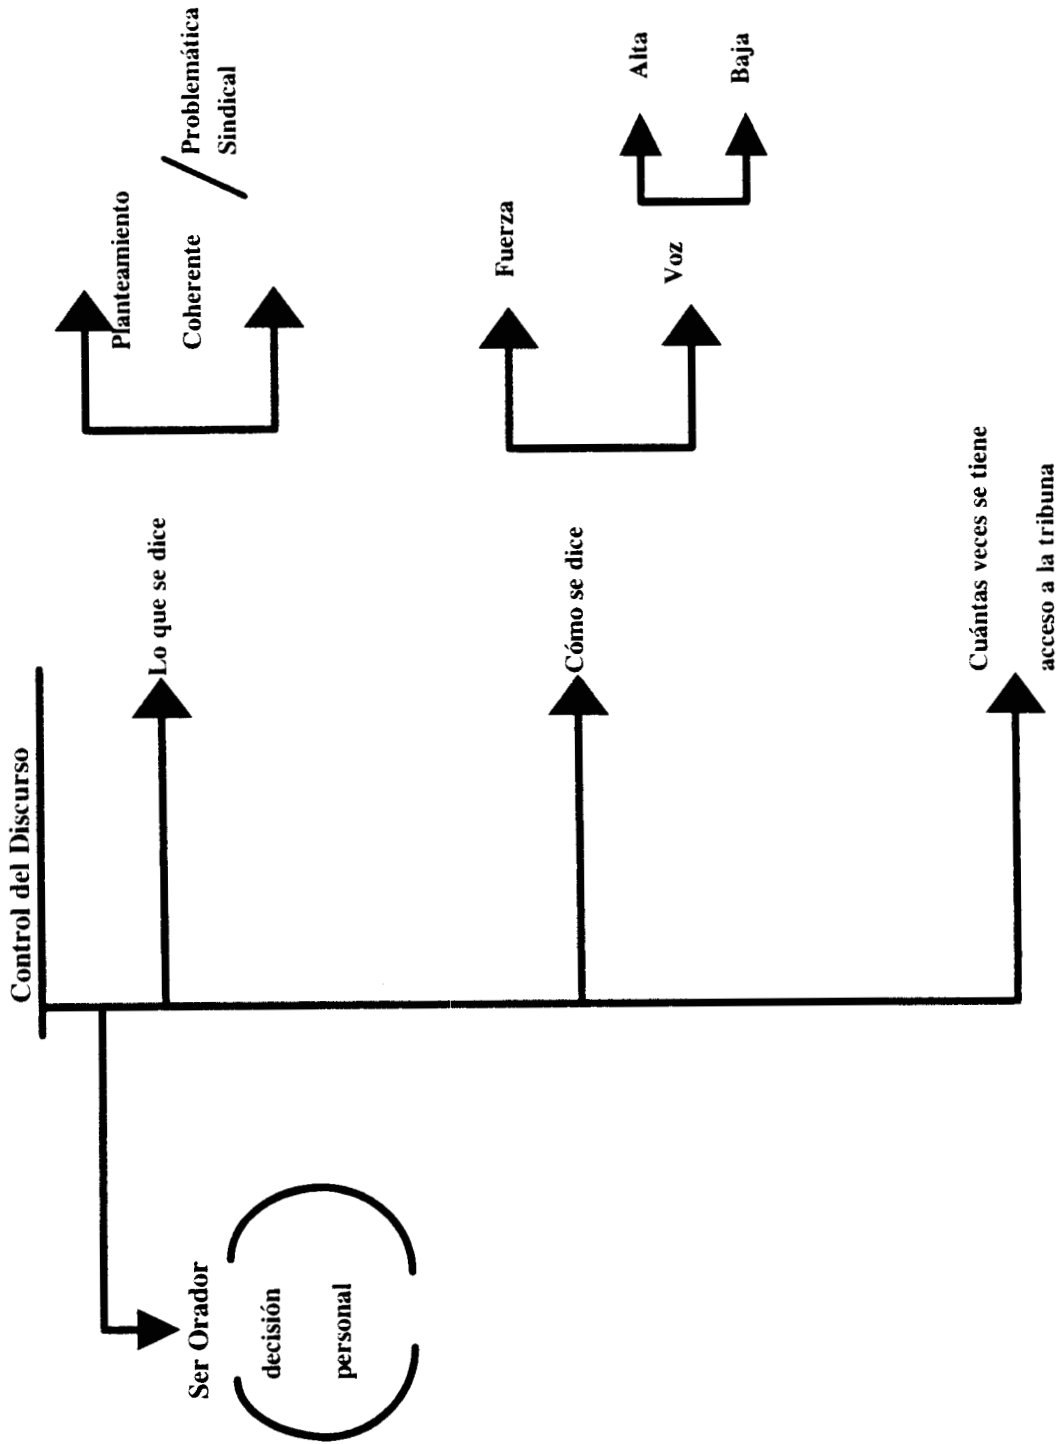 Control del Discurso
Ser Orador
decisión
personal
Lo que se dice
Planteamiento
Coherente
Problemática
Sindical
Cómo se dice
Fuerza
Voz
Alta
Baja
Cuántas veces se tiene
acceso a la tribuna